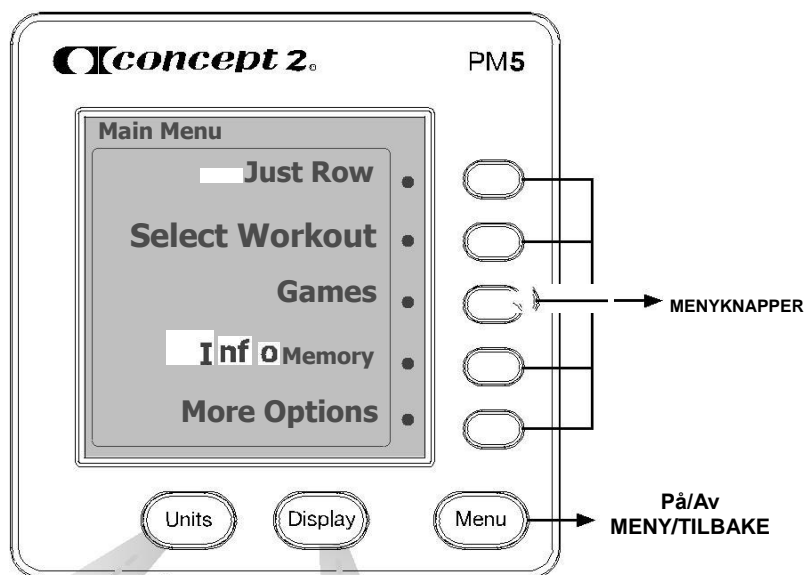 concept 2®
PM5
Main Menu
Just Row
Select Workout
Games
Info Memory
More Options
MENYKNAPPER
Units
Display
Menu
På/Av
MENY/TILBAKE